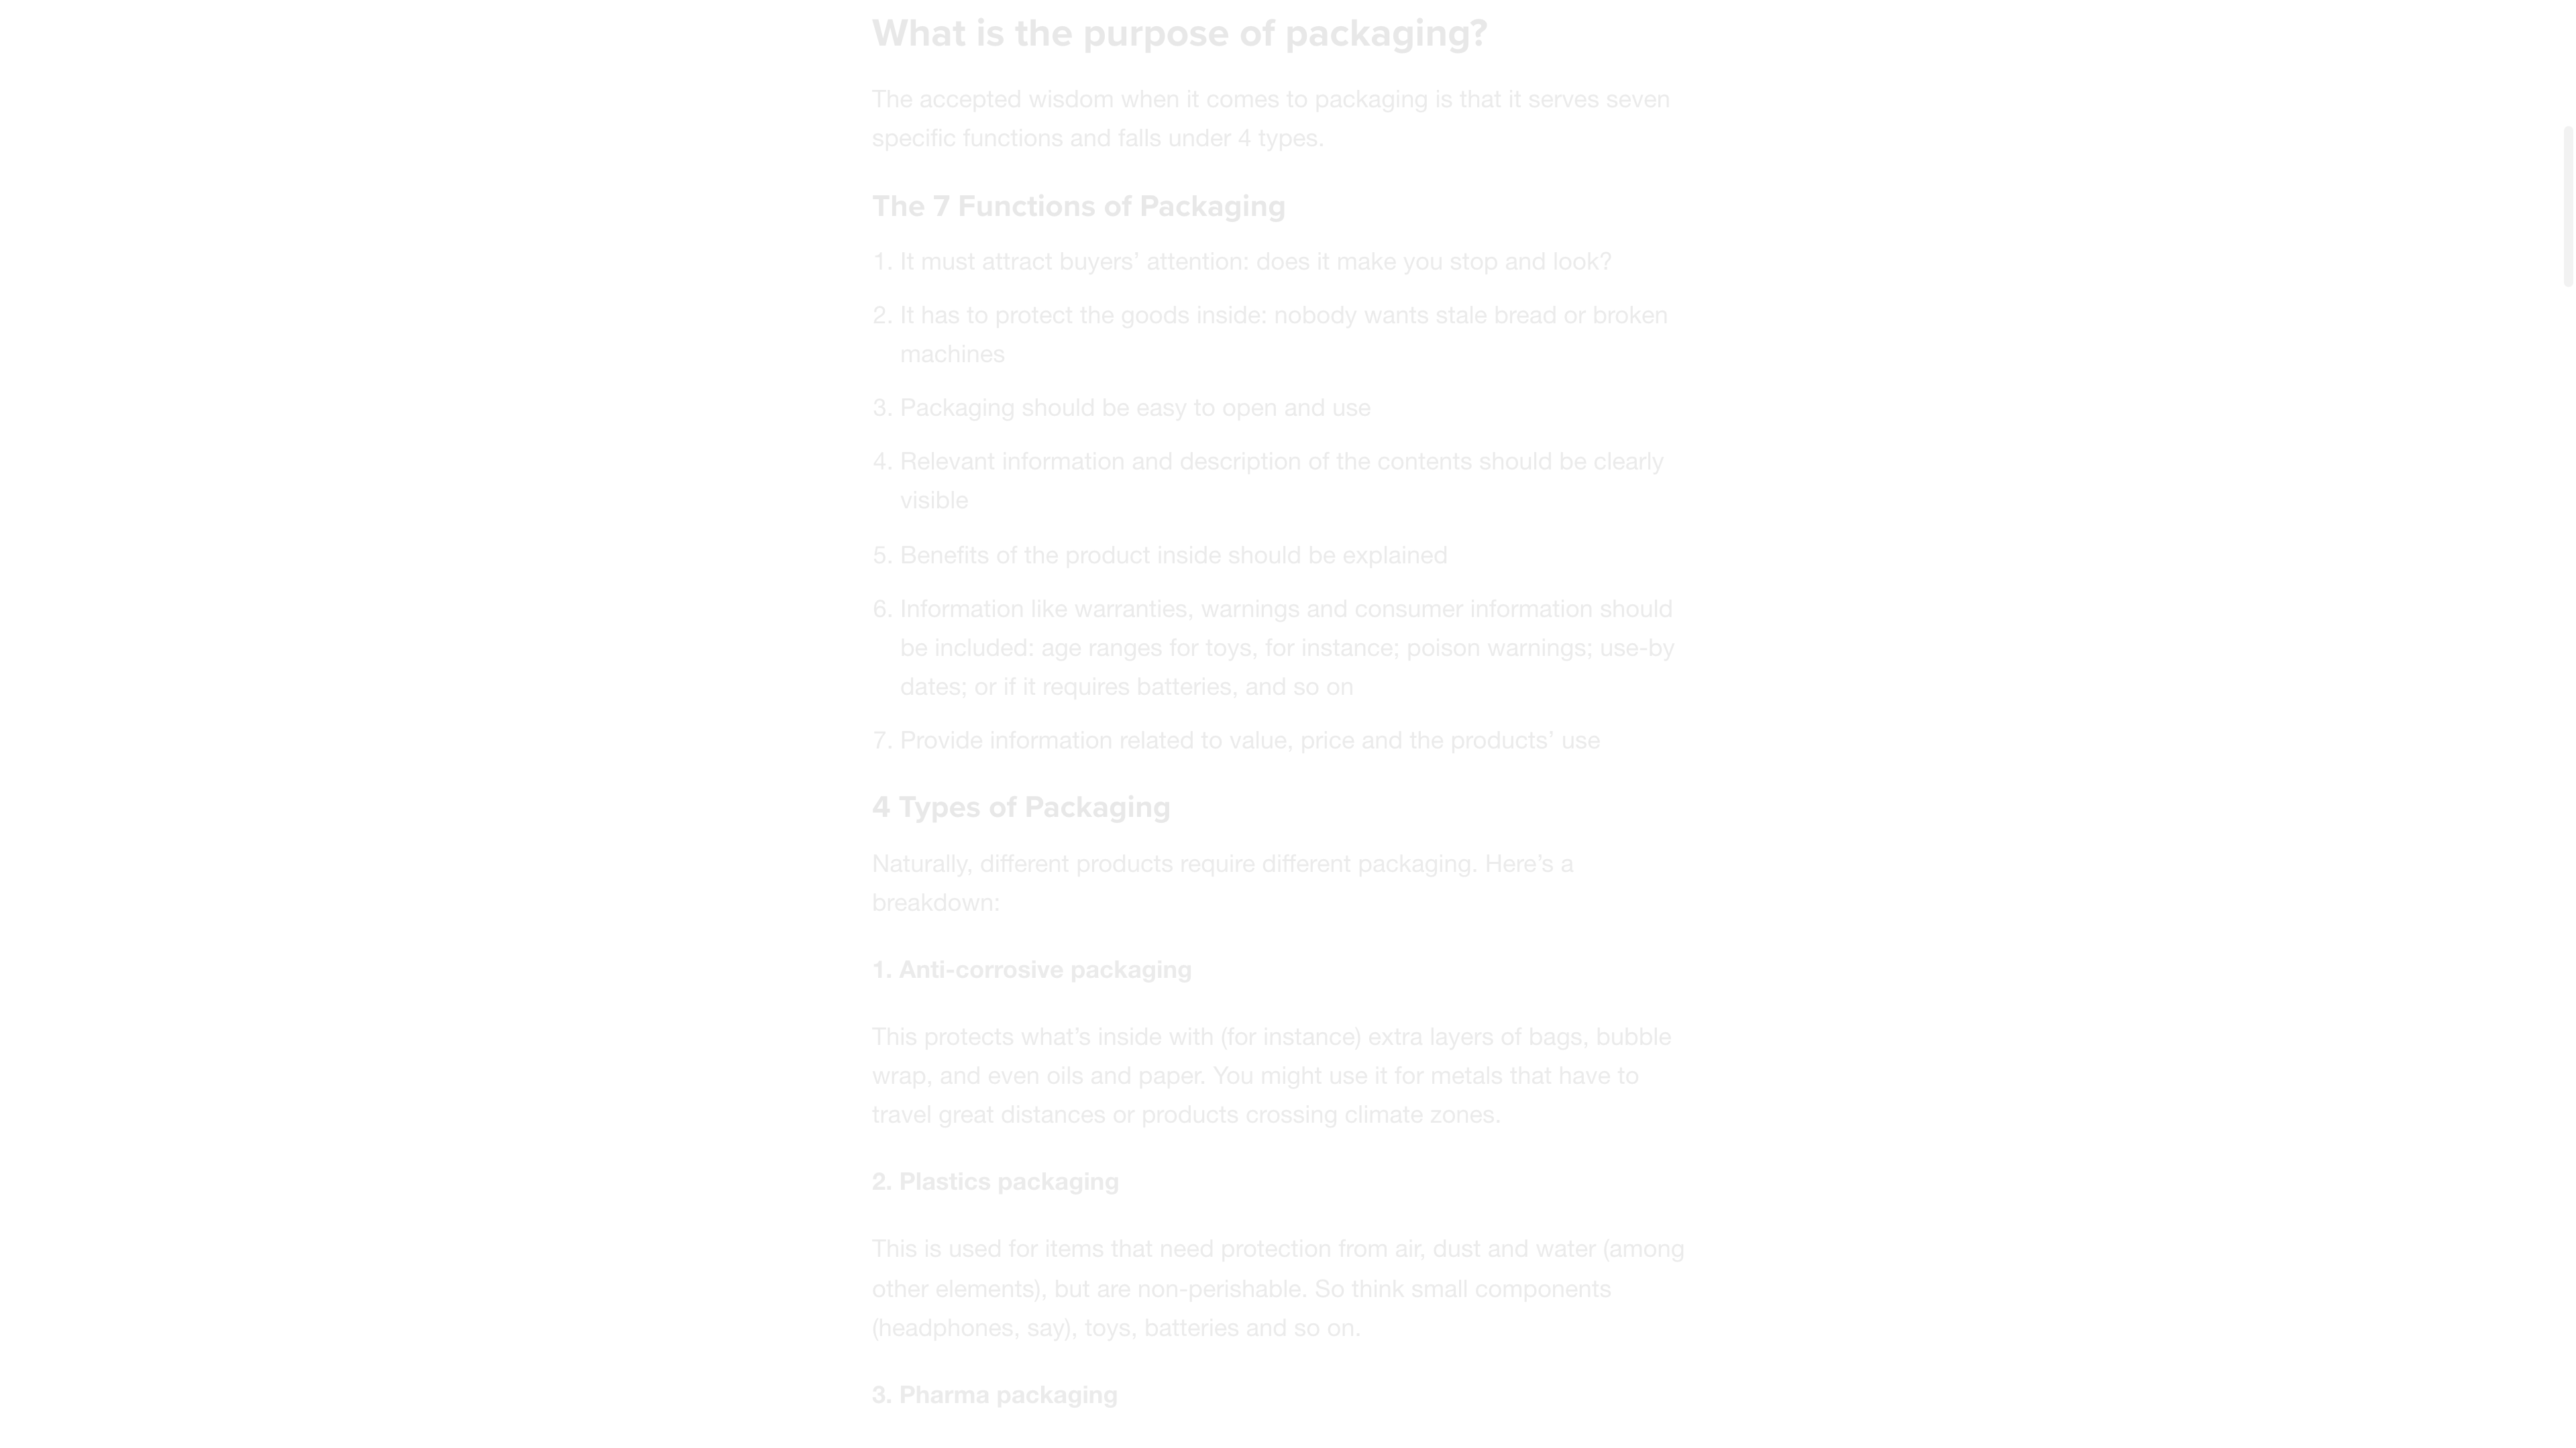 What is the purpose of packaging?
The accepted wisdom when it comes to packaging is that it serves seven
specific functions and falls under 4 types.
The 7 Functions of Packaging
1. It must attract buyers’ attention: does it make you stop and look?
2. It has to protect the goods inside: nobody wants stale bread or broken
machines
3. Packaging should be easy to open and use
4. Relevant information and description of the contents should be clearly
visible
5. Benefits of the product inside should be explained
6. Information like warranties, warnings and consumer information should
be included: age ranges for toys, for instance; poison warnings; use-by
dates; or if it requires batteries, and so on
7. Provide information related to value, price and the products’ use
4 Types of Packaging
Naturally, different products require different packaging. Here’s a
breakdown:
1. Anti-corrosive packaging
This protects what’s inside with (for instance) extra layers of bags, bubble
wrap, and even oils and paper. You might use it for metals that have to
travel great distances or products crossing climate zones.
2. Plastics packaging
This is used for items that need protection from air, dust and water (among
other elements), but are non-perishable. So think small components
(headphones, say), toys, batteries and so on.
3. Pharma packaging